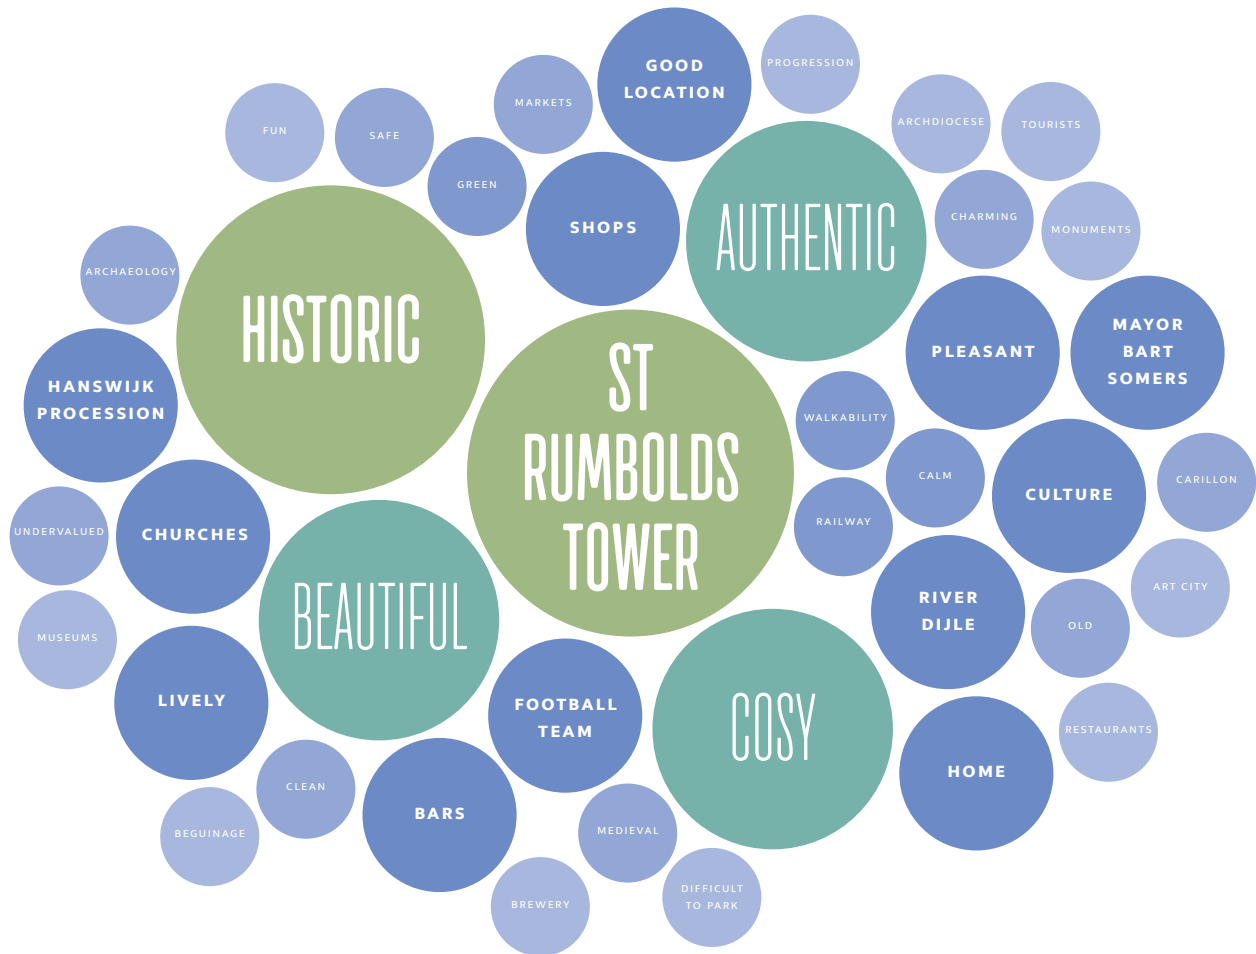 GOOD
LOCATION
PROGRESSION
MARKETS
FUN
SAFE
GREEN
SHOPS
AUTHENTIC
ARCHDIOCESE
TOURISTS
CHARMING
MONUMENTS
ARCHAEOLOGY
HISTORIC
HANSWIJK
PROCESSION
ST
RUMBOLDS
TOWER
PLEASANT
MAYOR
BART
SOMERS
WALKABILITY
CALM
CULTURE
CARILLON
RAILWAY
UNDERVALUED
CHURCHES
BEAUTIFUL
RIVER
DIJLE
ART CITY
OLD
MUSEUMS
LIVELY
FOOTBALL
TEAM
COSY
HOME
RESTAURANTS
CLEAN
BARS
BEGUINAGE
MEDIEVAL
BREWERY
DIFFICULT
TO PARK